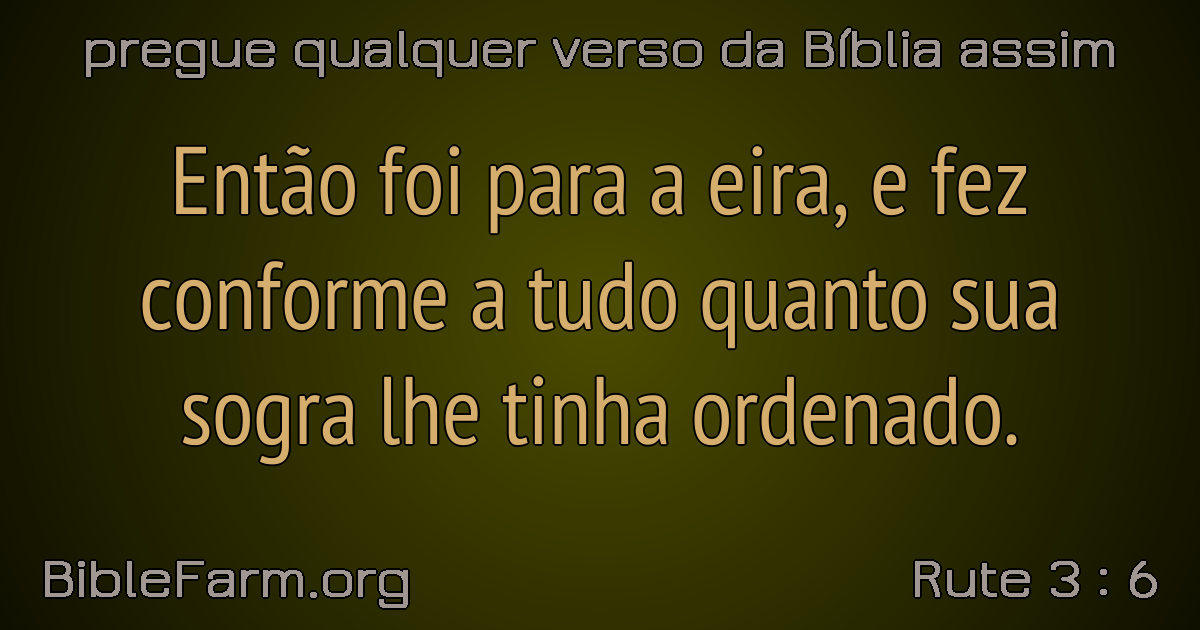 pregue qualquer verso da Bíblia assim
Então foi para a eira, e fez
conforme a tudo quanto sua
sogra lhe tinha ordenado.
BibleFarm.org
Rute 3 : 6